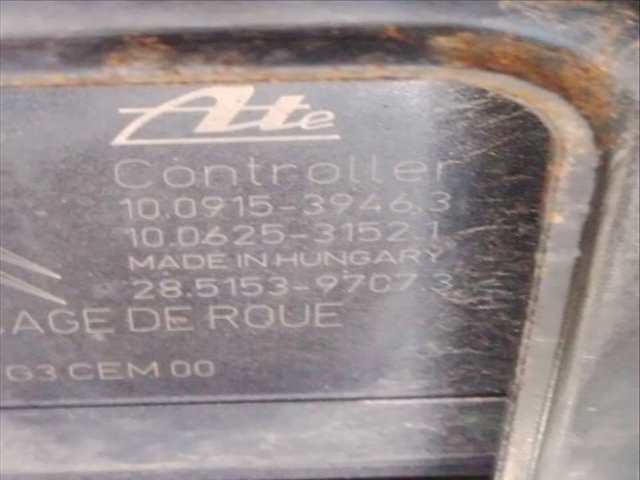 Ate
Controller
10.0915-3946.3
10.0625-3152.1
MADE IN HUNGARY
28.5153-9707.3
AGE DE ROUE
G3 CEM 00